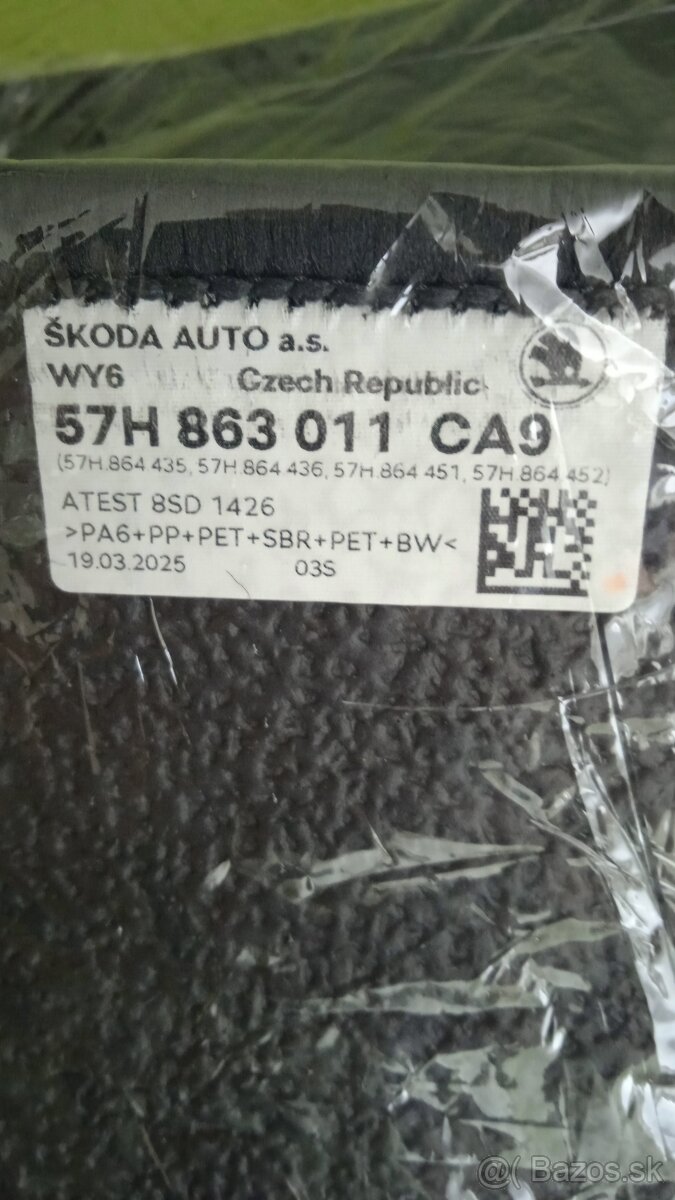 ŠKODA AUTO a.s.
WY6 Czech Republic
57H 863 011 CA9
(57H.864 435, 57H.864 436, 57H.864 451, 57H.864 452)
ATEST 8SD 1426
>PA6+PP+PET+SBR+PET+BW<
19.03.2025 03S
@( Bazos.sk